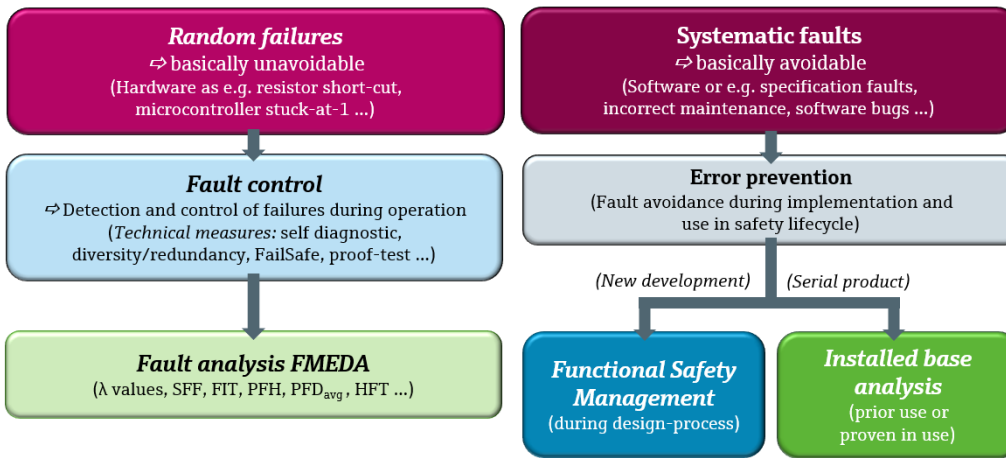 Random failures
⇨ basically unavoidable
(Hardware as e.g. resistor short-cut,
microcontroller stuck-at-1 ...)
Fault control
⇨ Detection and control of failures during operation
(Technical measures: self diagnostic,
diversity/redundancy, FailSafe, proof-test ...)
Fault analysis FMEDA
(λ values, SFF, FIT, PFH, PFDavg, HFT ...)
Systematic faults
⇨ basically avoidable
(Software or e.g. specification faults,
incorrect maintenance, software bugs ...)
Error prevention
(Fault avoidance during implementation and
use in safety lifecycle)
(New development)
(Serial product)
Functional Safety
Management
(during design-process)
Installed base
analysis
(prior use or
proven in use)